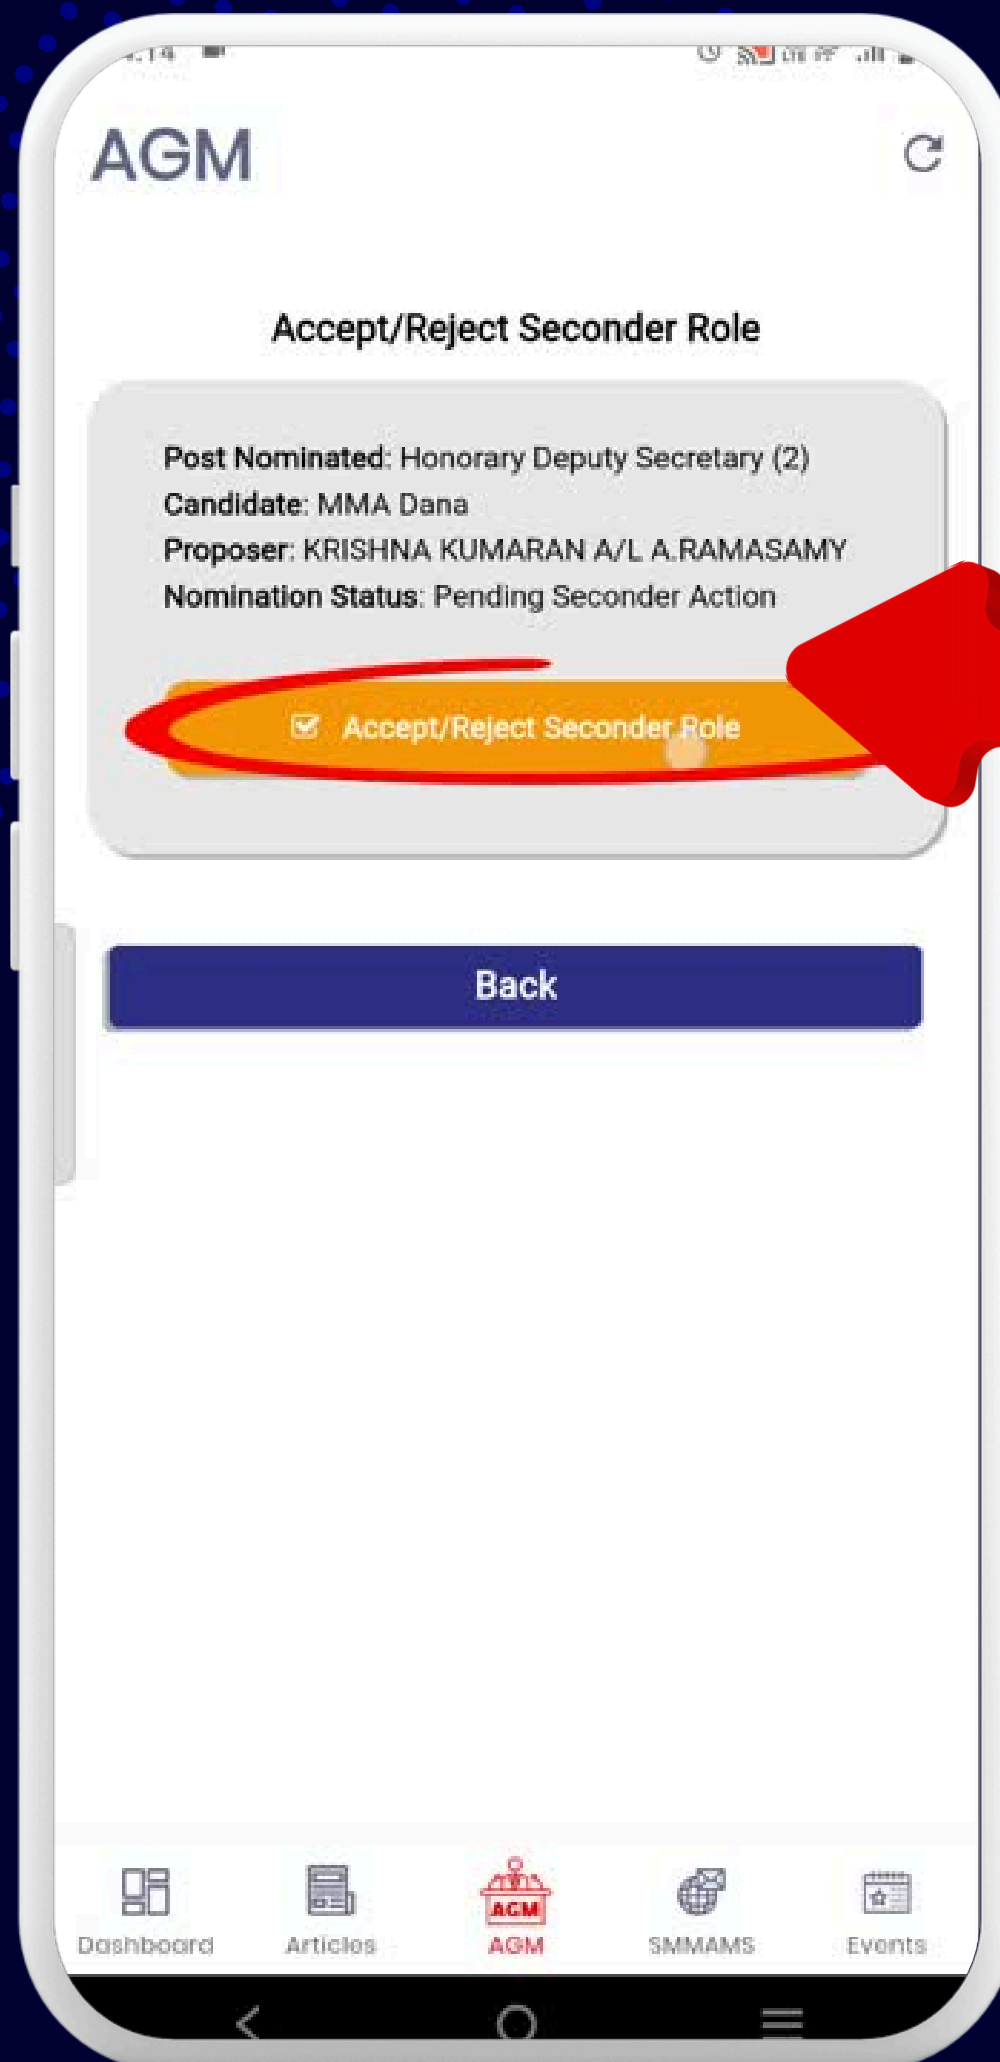 AGM
Accept/Reject Seconder Role
Post Nominated: Honorary Deputy Secretary (2)
Candidate: MMA Dana
Proposer: KRISHNA KUMARAN A/L A.RAMASAMY
Nomination Status: Pending Seconder Action
Accept/Reject Seconder Role
Back
AGM
Dashboard
Articles
AGM
SMMAMS
Events